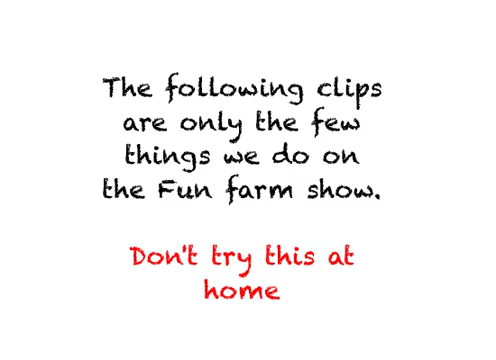 The following clips
are only the few
things we do on
the Fun farm show.
Don't try this at
home